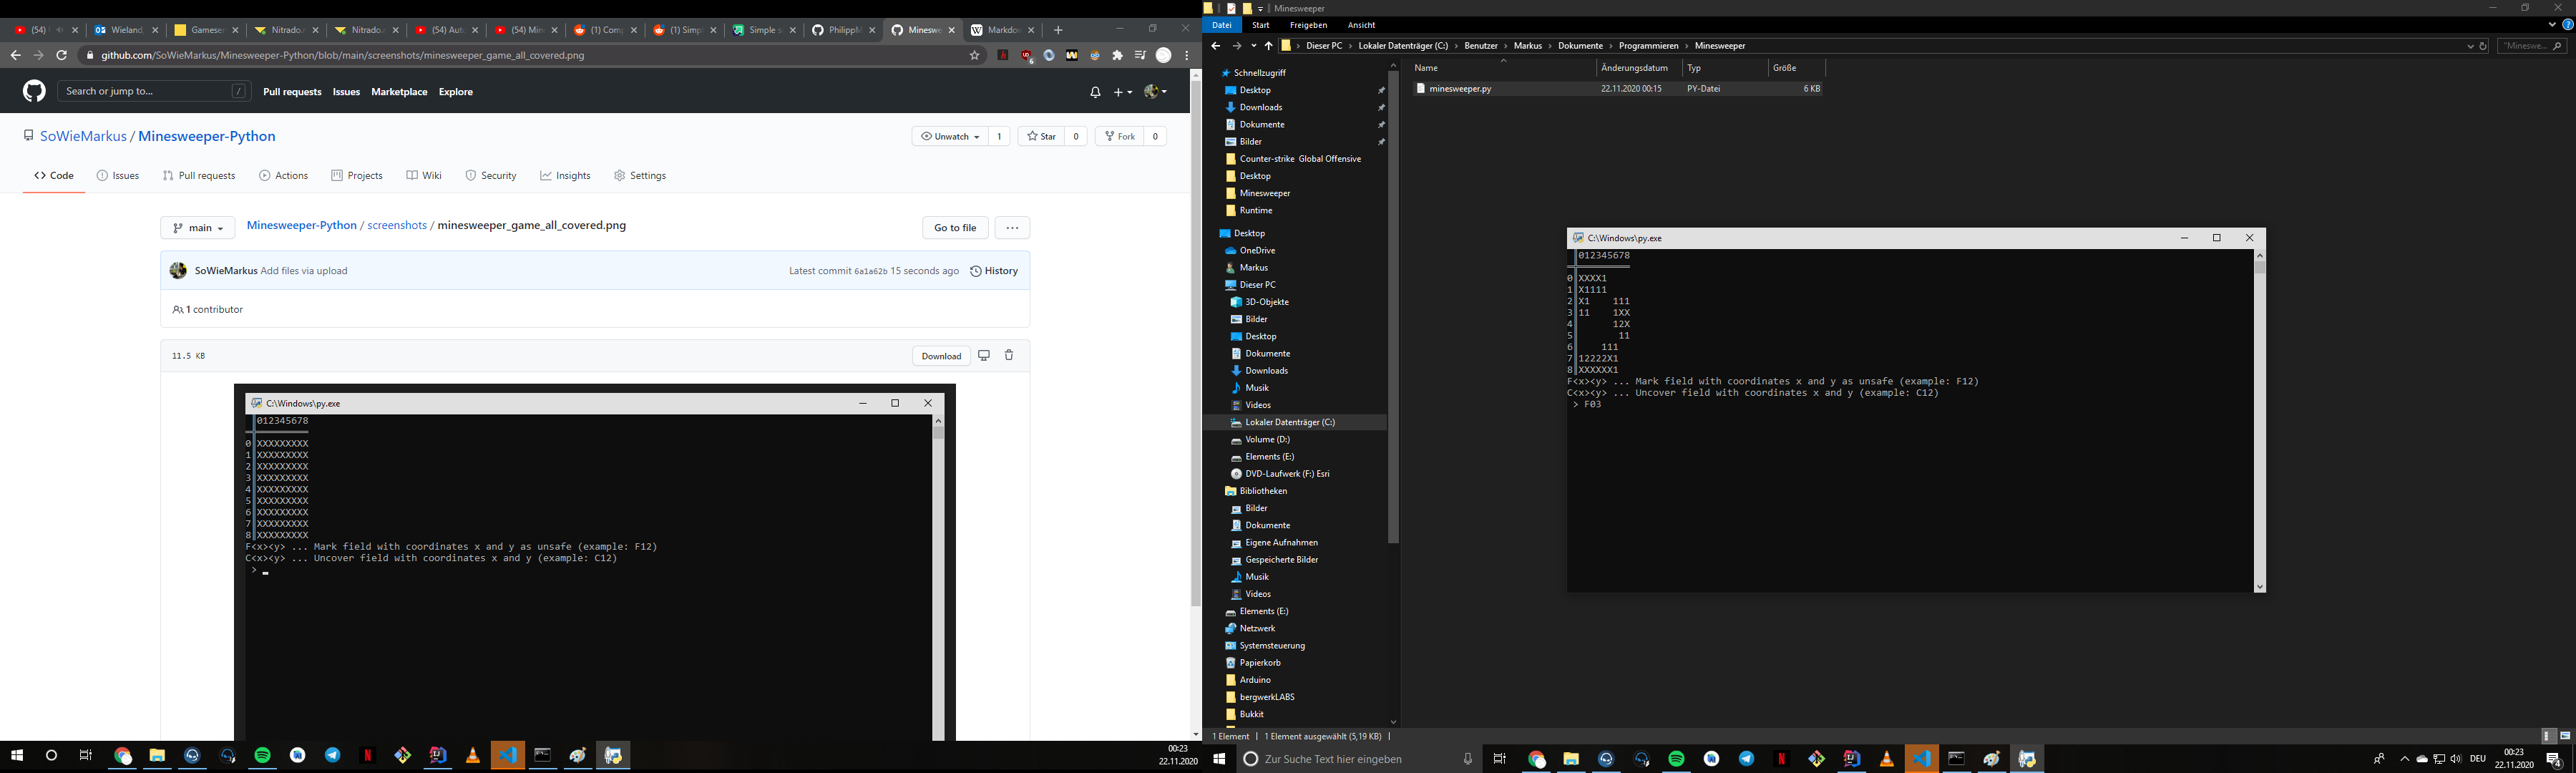 (54)
Wieland,
Gameser
Nitrado.
Nitrado.
(54) Aut
(54) Min
(1) Comp
(1) Simp
Simple s
PhilippM
Minesw
Markdow
github.com/SoWieMarkus/Minesweeper-Python/blob/main/screenshots/minesweeper_game_all_covered.png
Search or jump to...
/
Pull requests
Issues
Marketplace
Explore
SoWieMarkus / Minesweeper-Python
Unwatch
1
Star
0
Fork
0
Code
Issues
Pull requests
Actions
Projects
Wiki
Security
Insights
Settings
main
Minesweeper-Python / screenshots / minesweeper_game_all_covered.png
Go to file
...
SoWieMarkus Add files via upload
Latest commit 6a1a62b 15 seconds ago
History
1 contributor
11.5 KB
Download
C:\Windows\py.exe
012345678
0 XXXXXXXXX
1 XXXXXXXXX
2 XXXXXXXXX
3 XXXXXXXXX
4 XXXXXXXXX
5 XXXXXXXXX
6 XXXXXXXXX
7 XXXXXXXXX
8 XXXXXXXXX
F<x><y> ... Mark field with coordinates x and y as unsafe (example: F12)
C<x><y> ... Uncover field with coordinates x and y (example: C12)
> _
00:23
22.11.2020
Minesweeper
Datei
Start
Freigeben
Ansicht
Dieser PC > Lokaler Datenträger (C:) > Benutzer > Markus > Dokumente > Programmieren > Minesweeper
"Mineswe...
Schnellzugriff
Desktop
Downloads
Dokumente
Bilder
Counter-strike Global Offensive
Desktop
Minesweeper
Runtime
Desktop
OneDrive
Markus
Dieser PC
3D-Objekte
Bilder
Desktop
Dokumente
Downloads
Musik
Videos
Lokaler Datenträger (C:)
Volume (D:)
Elements (E:)
DVD-Laufwerk (F:) Esri
Bibliotheken
Bilder
Dokumente
Eigene Aufnahmen
Gespeicherte Bilder
Musik
Videos
Elements (E:)
Netzwerk
Systemsteuerung
Papierkorb
Arduino
bergwerkLABS
Bukkit
Name
Änderungsdatum
Typ
Größe
minesweeper.py
22.11.2020 00:15
PY-Datei
6 KB
C:\Windows\py.exe
012345678
0 XXXX1
1 X1111
2 X1    111
3 11    1XX
4       12X
5        11
6     111
7 12222X1
8 XXXXXX1
F<x><y> ... Mark field with coordinates x and y as unsafe (example: F12)
C<x><y> ... Uncover field with coordinates x and y (example: C12)
> F03
1 Element
1 Element ausgewählt (5,19 KB)
Zur Suche Text hier eingeben
DEU
00:23
22.11.2020
4